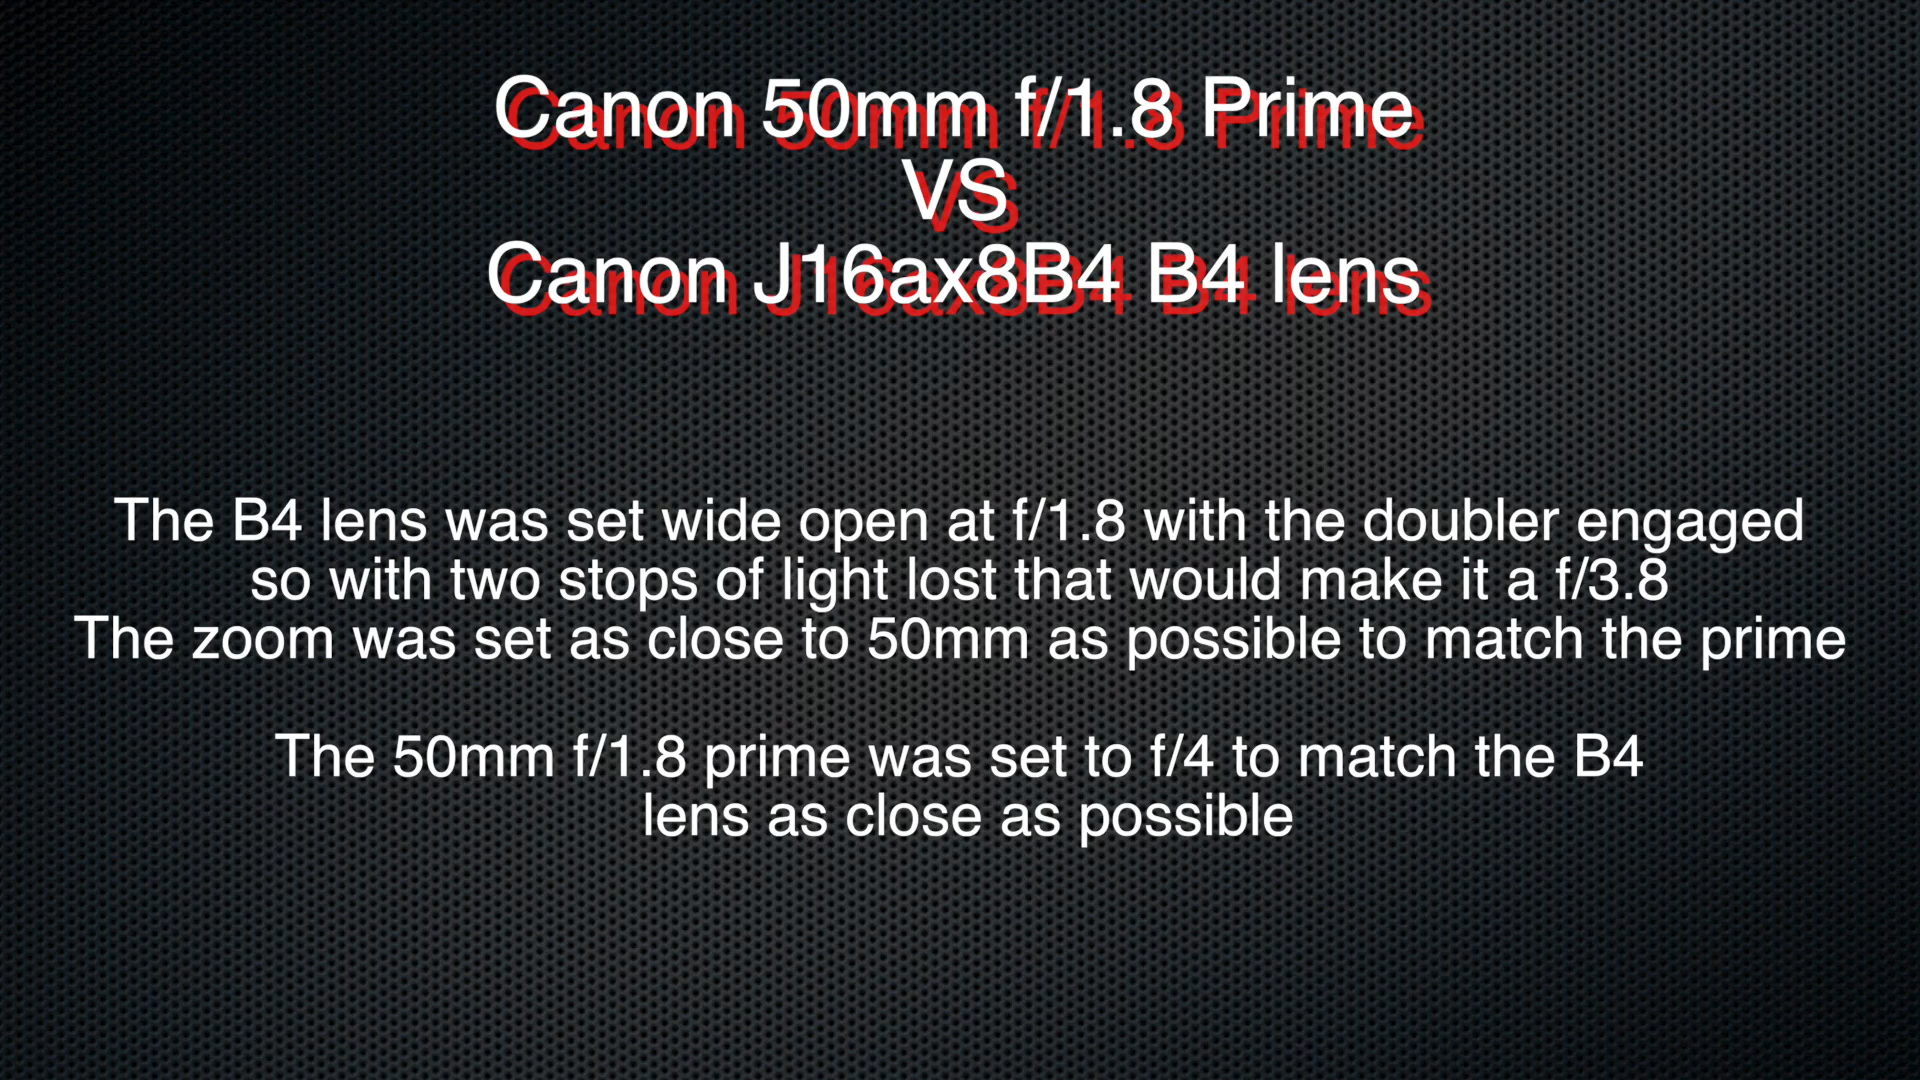 Canon 50mm f/1.8 Prime
VS
Canon J16ax8B4 B4 lens
The B4 lens was set wide open at f/1.8 with the doubler engaged
so with two stops of light lost that would make it a f/3.8
The zoom was set as close to 50mm as possible to match the prime
The 50mm f/1.8 prime was set to f/4 to match the B4
lens as close as possible